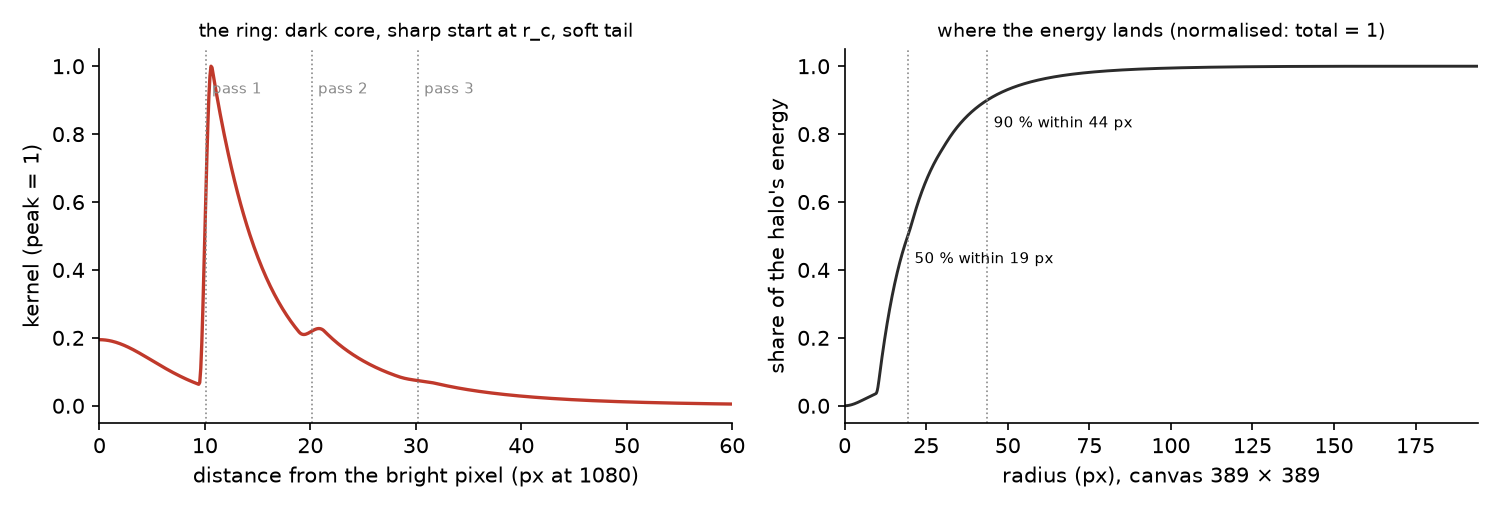 the ring: dark core, sharp start at r_c, soft tail
kernel (peak = 1)
1.0
0.8
0.6
0.4
0.2
0.0
pass 1
pass 2
pass 3
0
10
20
30
40
50
60
distance from the bright pixel (px at 1080)
where the energy lands (normalised: total = 1)
share of the halo's energy
1.0
0.8
0.6
0.4
0.2
0.0
90 % within 44 px
50 % within 19 px
0
25
50
75
100
125
150
175
radius (px), canvas 389 × 389